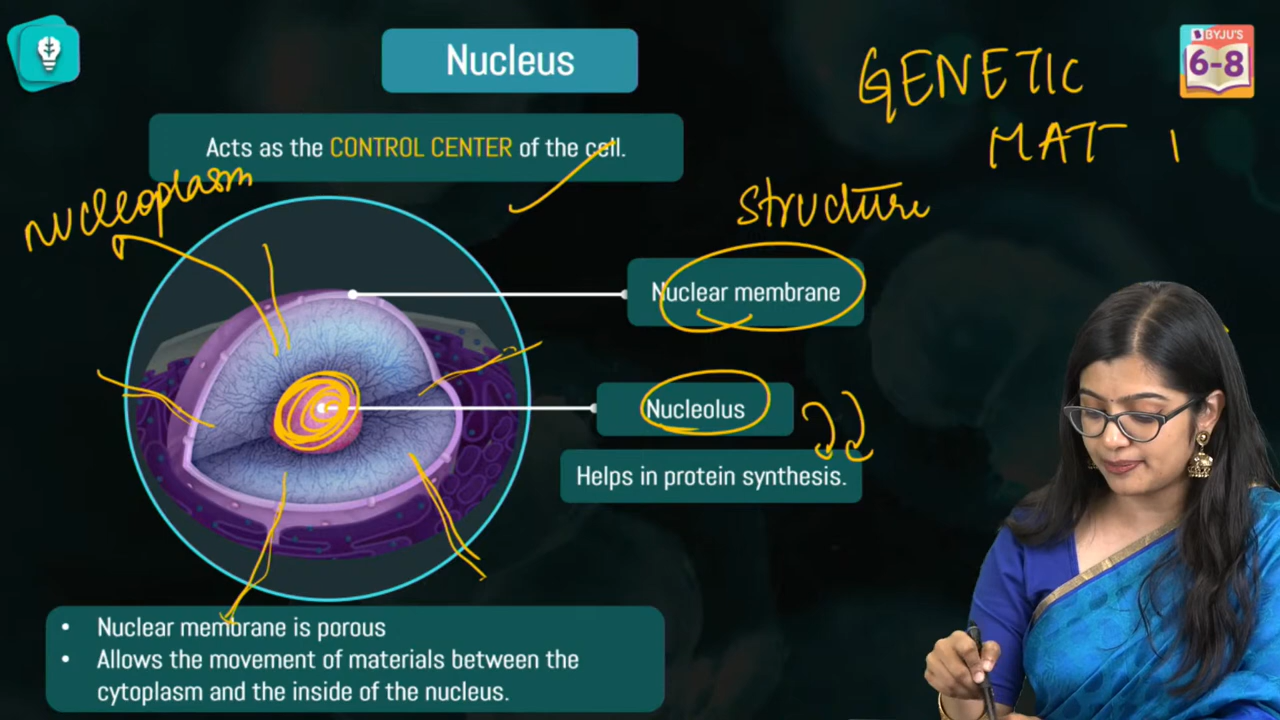 Nucleus
GENETIC
MAT
BYJU'S
6-8
Acts as the CONTROL CENTER of the cell.
nucleoplasm
structure
Nuclear membrane
Nucleolus
Helps in protein synthesis.
• Nuclear membrane is porous
• Allows the movement of materials between the
cytoplasm and the inside of the nucleus.